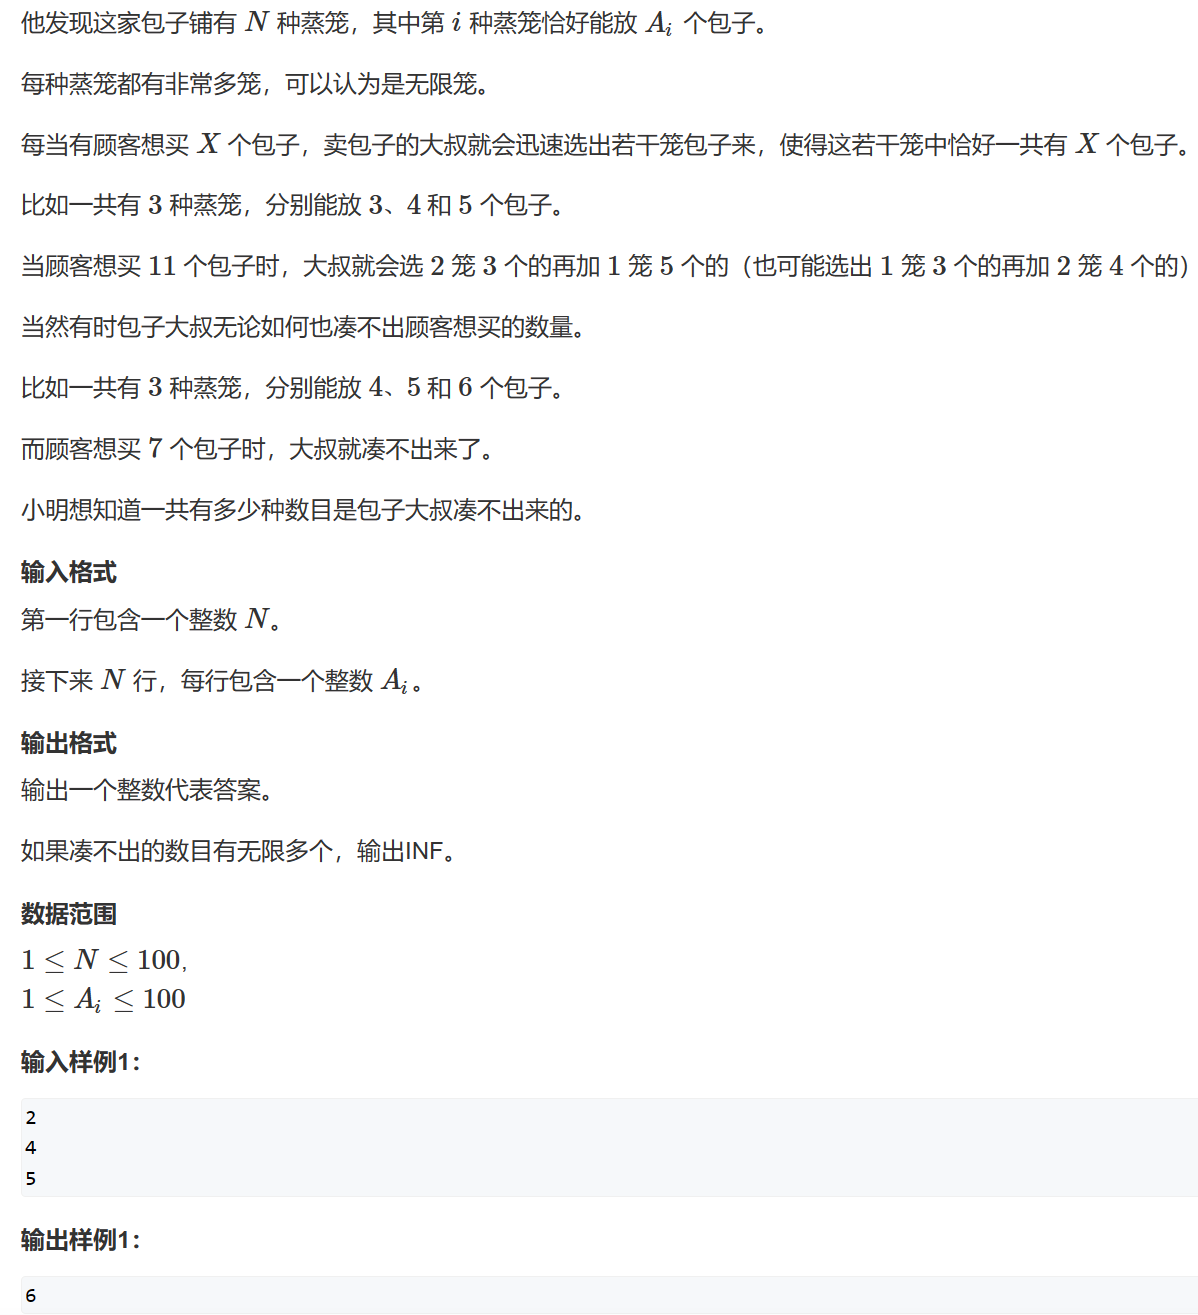 他发现这家包子铺有 N 种蒸笼，其中第 i 种蒸笼恰好能放 Aᵢ 个包子。
每种蒸笼都有非常多笼，可以认为是无限笼。
每当有顾客想买 X 个包子，卖包子的大叔就会迅速选出若干笼包子来，使得这若干笼中恰好一共有 X 个包子。
比如一共有 3 种蒸笼，分别能放 3、4 和 5 个包子。
当顾客想买 11 个包子时，大叔就会选 2 笼 3 个的再加 1 笼 5 个的（也可能选出 1 笼 3 个的再加 2 笼 4 个的）
当然有时包子大叔无论如何也凑不出顾客想买的数量。
比如一共有 3 种蒸笼，分别能放 4、5 和 6 个包子。
而顾客想买 7 个包子时，大叔就凑不出来了。
小明想知道一共有多少种数目是包子大叔凑不出来的。
输入格式
第一行包含一个整数 N。
接下来 N 行，每行包含一个整数 Aᵢ。
输出格式
输出一个整数代表答案。
如果凑不出的数目有无限多个，输出INF。
数据范围
1 ≤ N ≤ 100,
1 ≤ Aᵢ ≤ 100
输入样例1：
2
4
5
输出样例1：
6